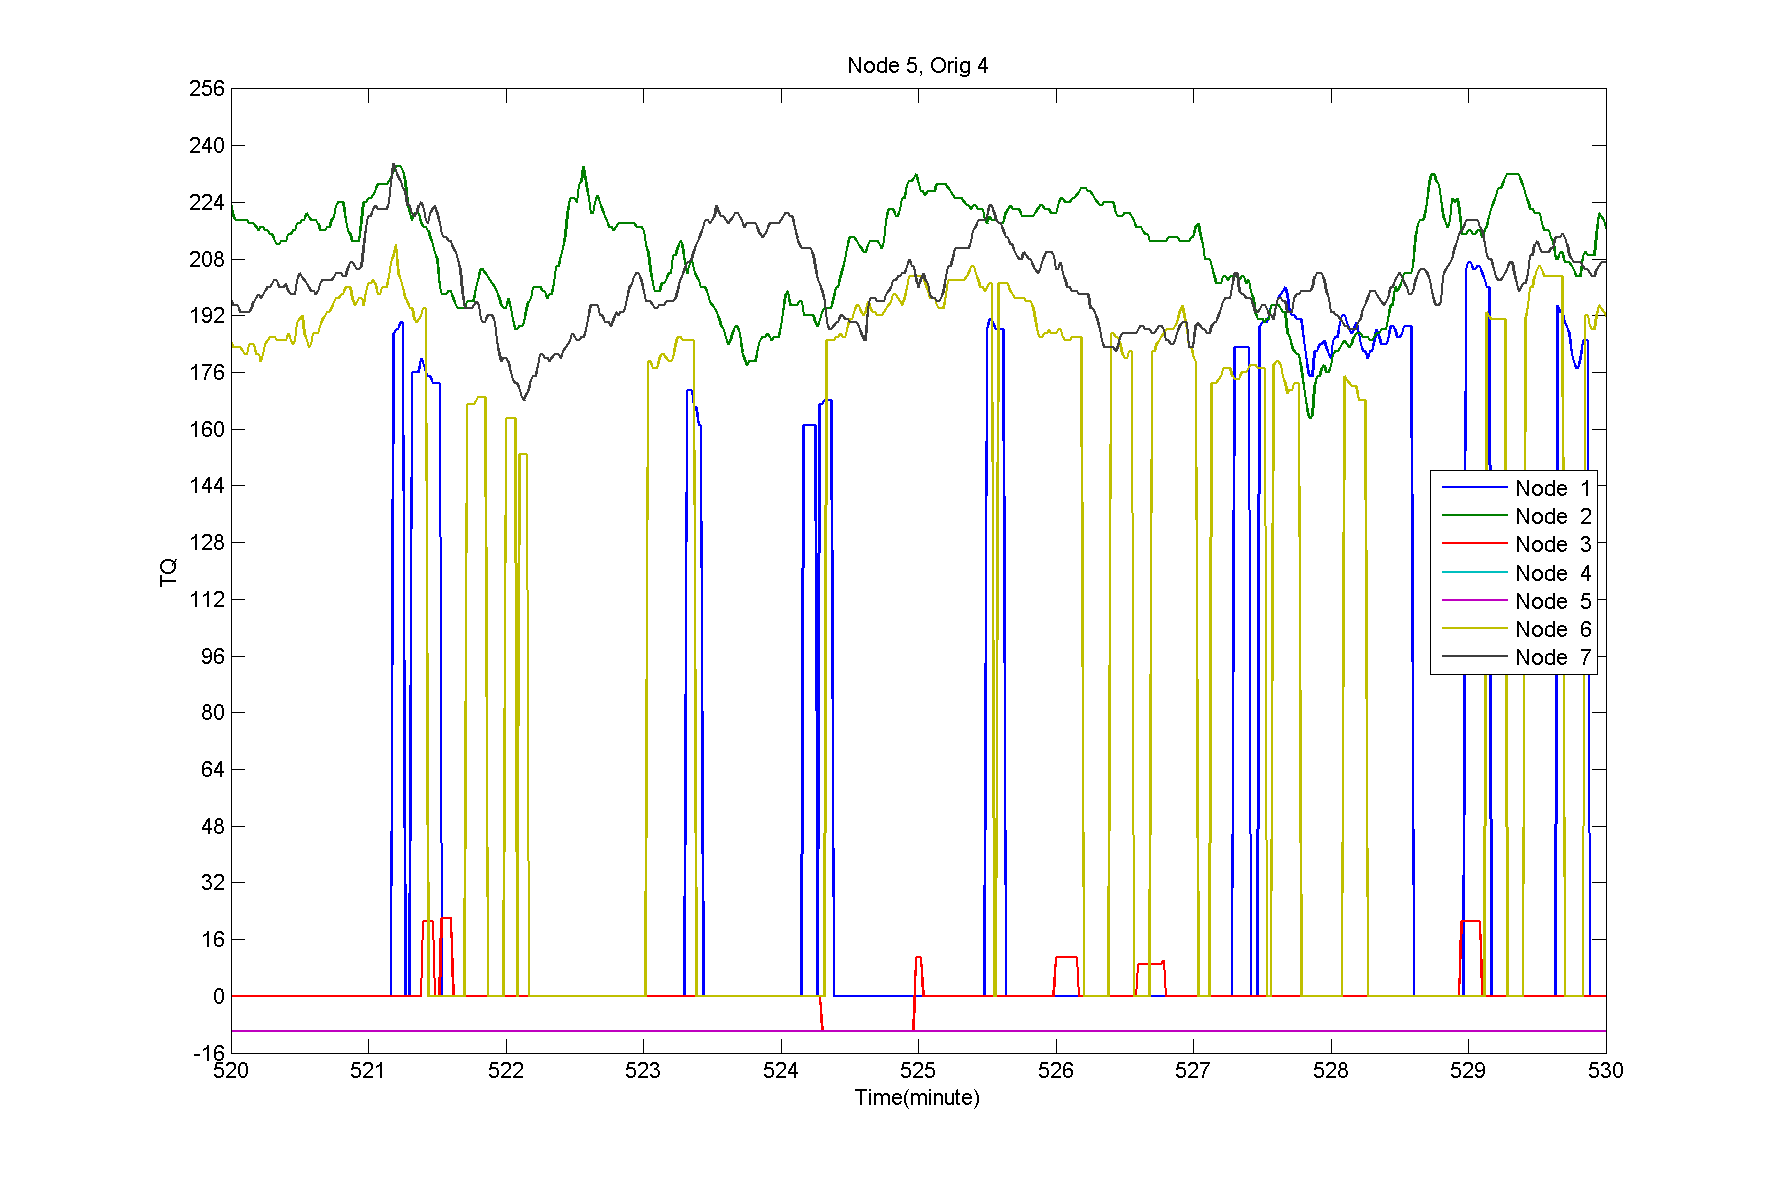 Node 5, Orig 4
256
240
224
208
192
176
160
144
128
112
96
80
64
48
32
16
0
-16
TQ
Node 1
Node 2
Node 3
Node 4
Node 5
Node 6
Node 7
520 521 522 523 524 525 526 527 528 529 530
Time(minute)